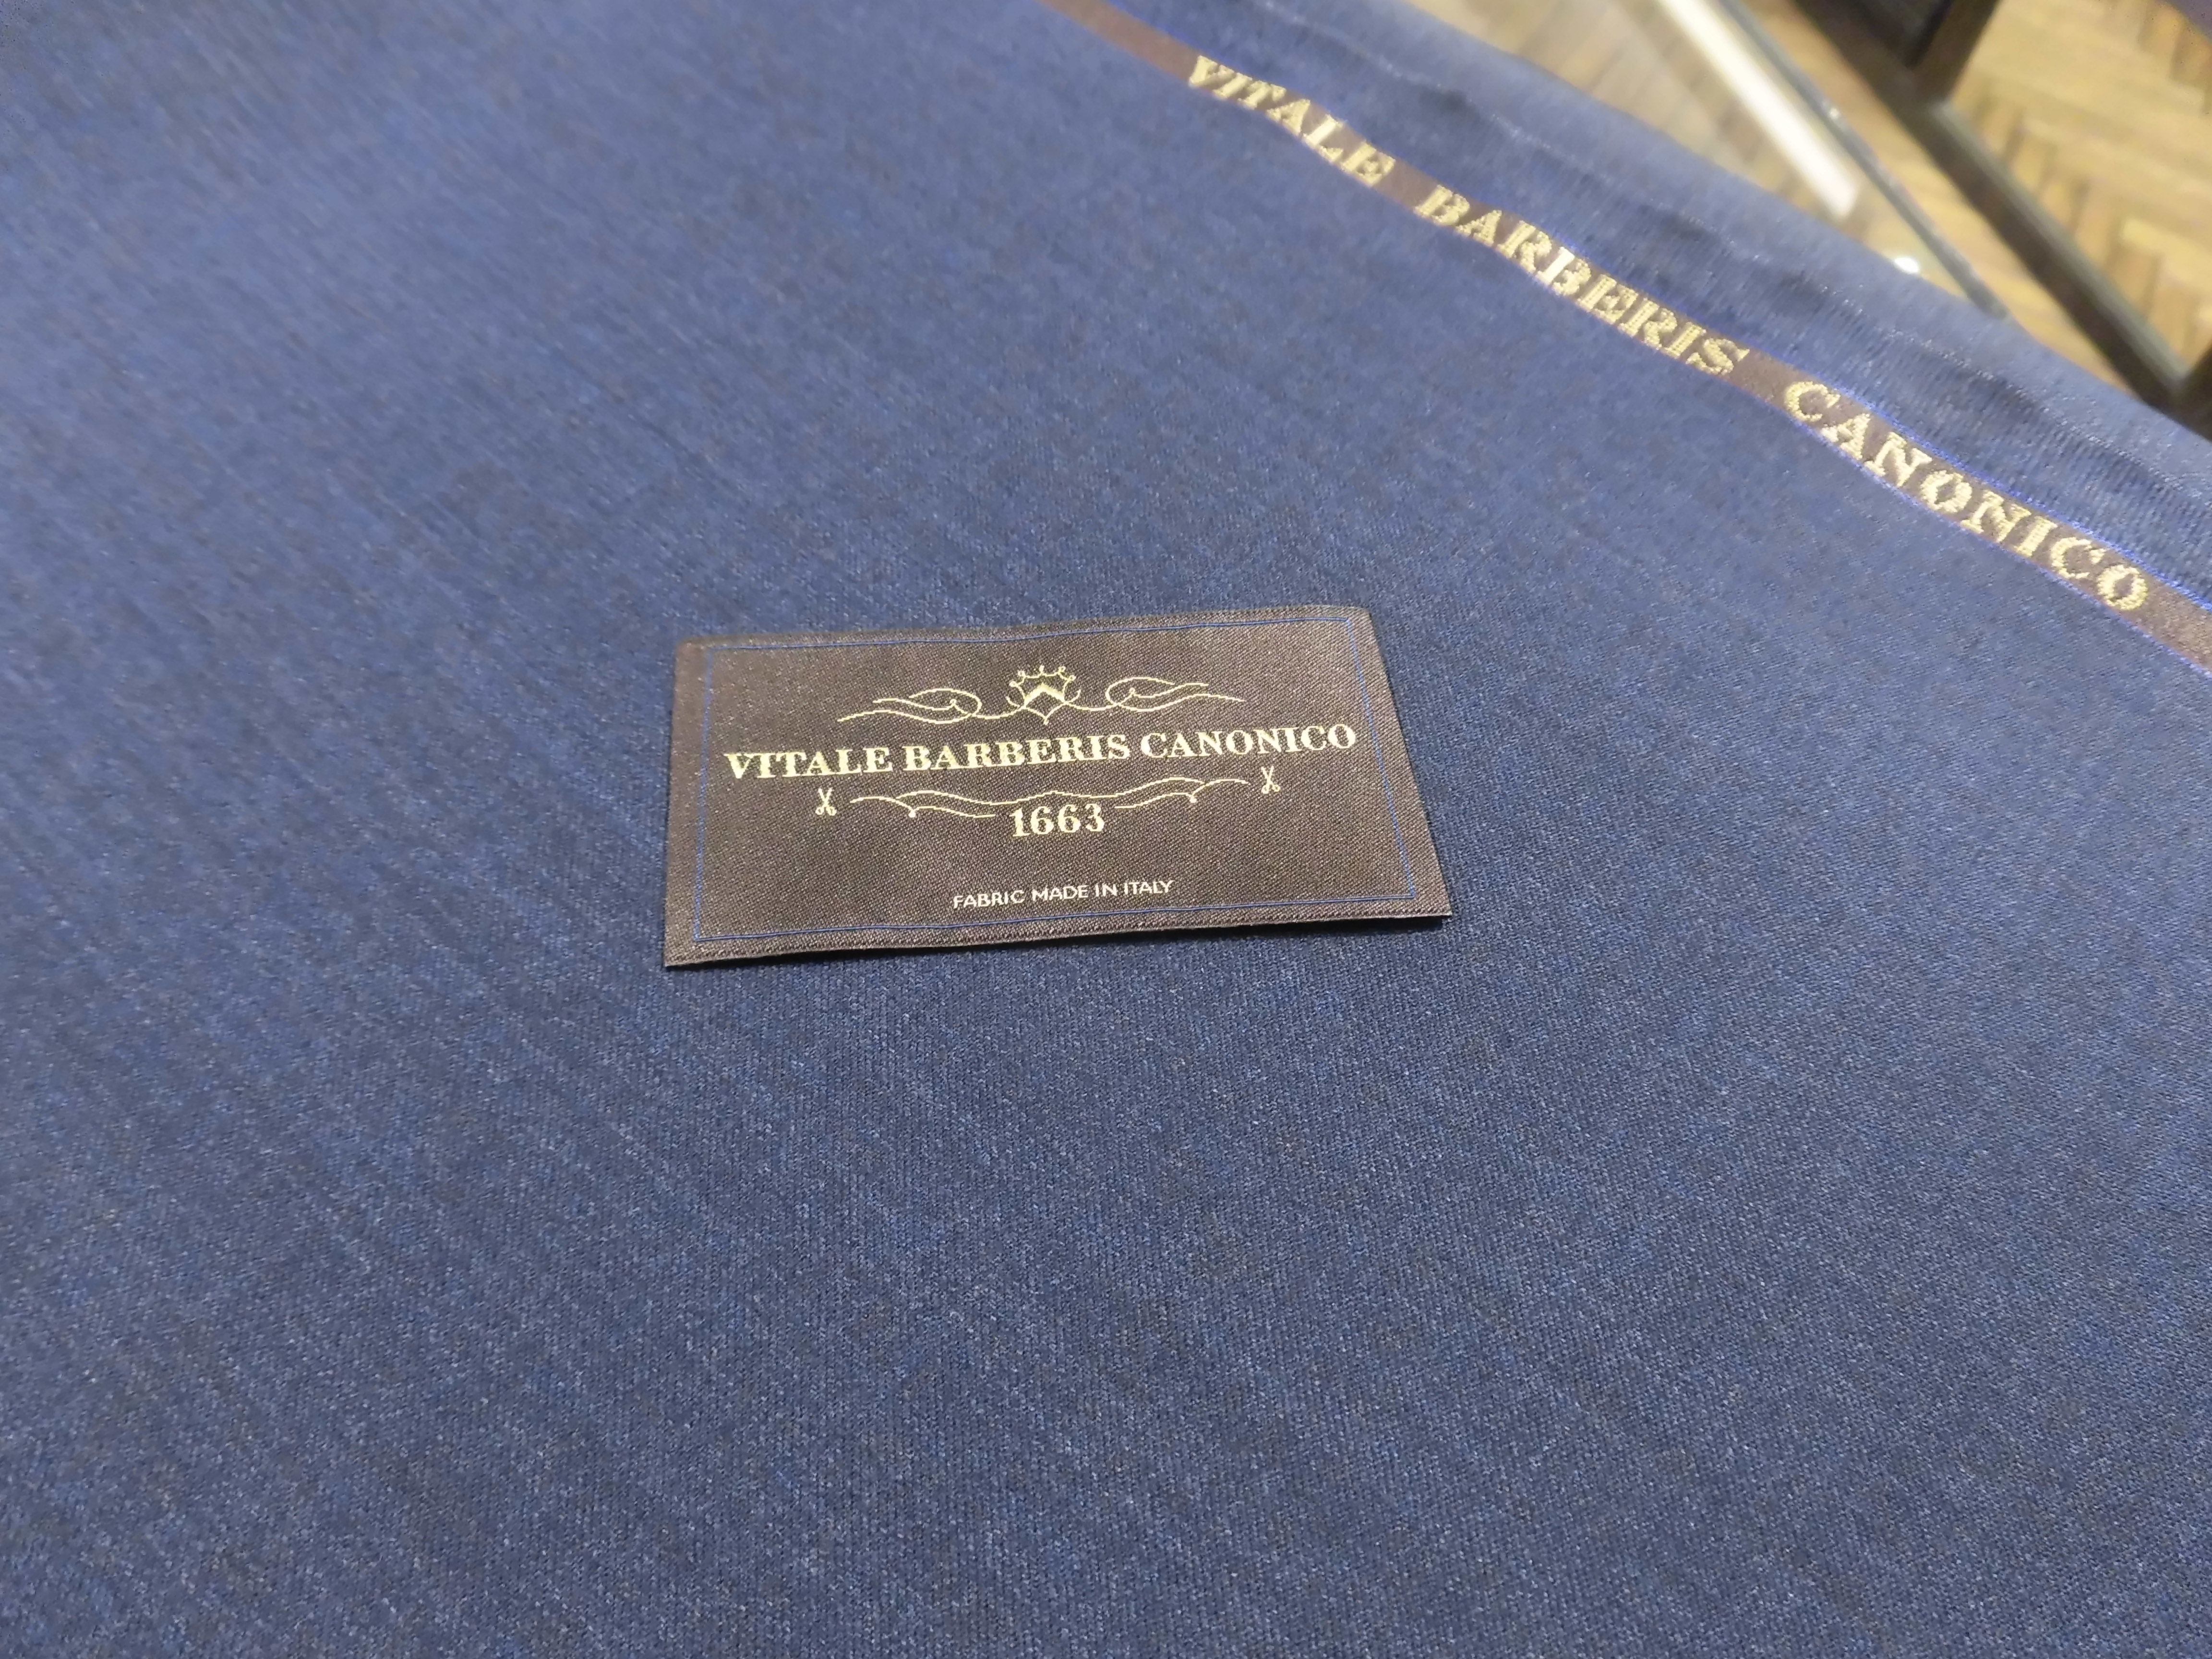 VITALE BARBERIS CANONICO
VITALE BARBERIS CANONICO
1663
FABRIC MADE IN ITALY